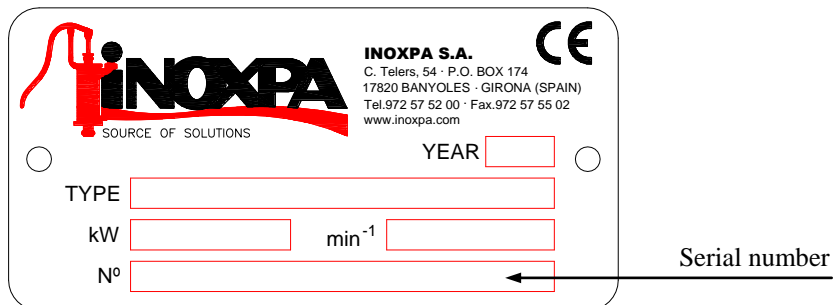 iNOXPA
SOURCE OF SOLUTIONS
INOXPA S.A.
C. Telers, 54 · P.O. BOX 174
17820 BANYOLES · GIRONA (SPAIN)
Tel.972 57 52 00 · Fax.972 57 55 02
www.inoxpa.com
CE
YEAR
TYPE
kW min-1
Nº
Serial number